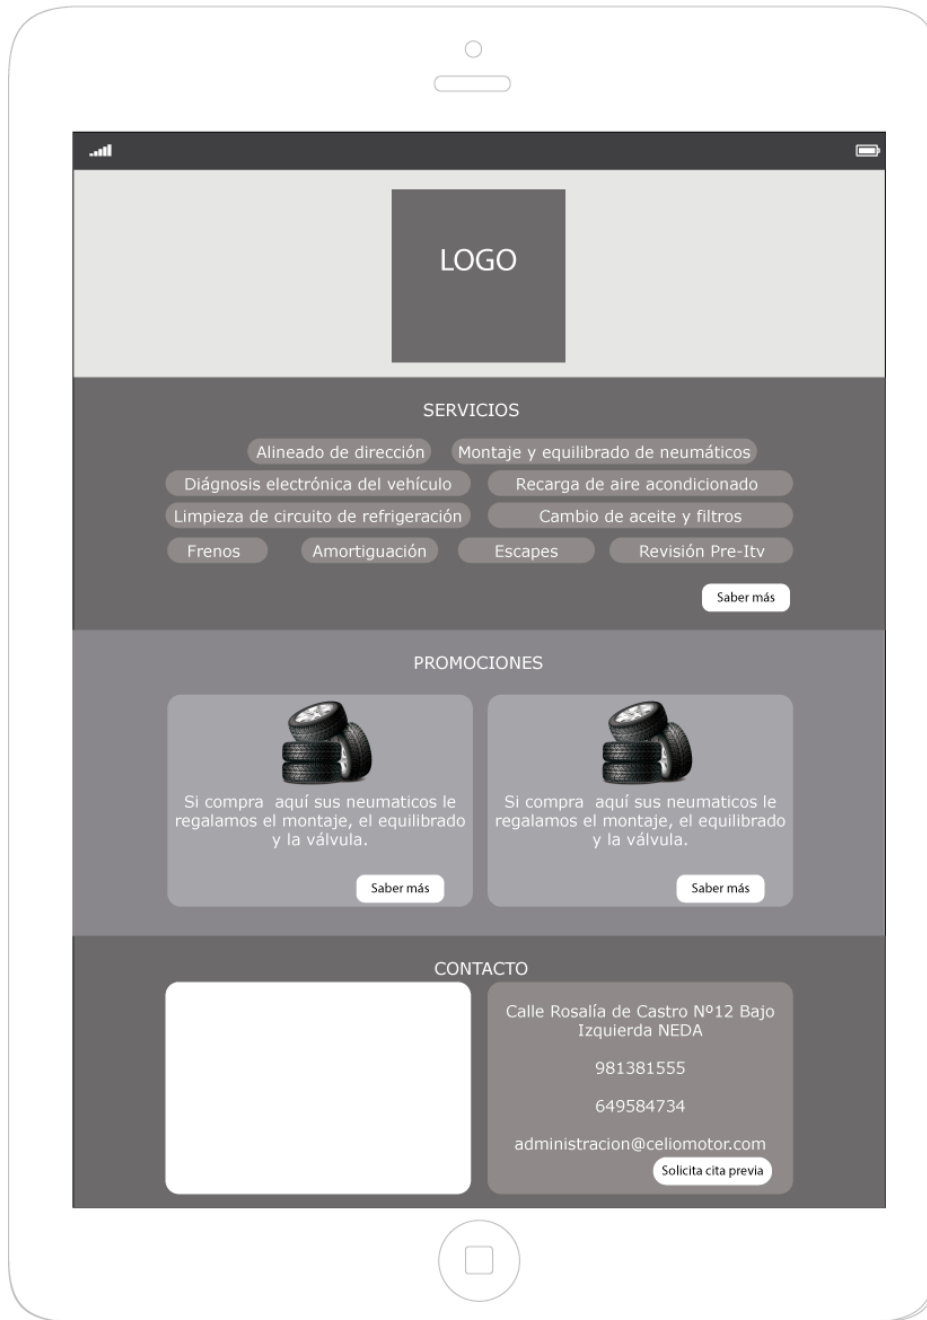 LOGO
SERVICIOS
Alineado de dirección
Montaje y equilibrado de neumáticos
Diágnosis electrónica del vehículo
Recarga de aire acondicionado
Limpieza de circuito de refrigeración
Cambio de aceite y filtros
Frenos
Amortiguación
Escapes
Revisión Pre-Itv
Saber más
PROMOCIONES
Si compra  aquí sus neumaticos le
regalamos el montaje, el equilibrado
y la válvula.
Saber más
Si compra  aquí sus neumaticos le
regalamos el montaje, el equilibrado
y la válvula.
Saber más
CONTACTO
Calle Rosalía de Castro Nº12 Bajo
Izquierda NEDA
981381555
649584734
administracion@celiomotor.com
Solicita cita previa